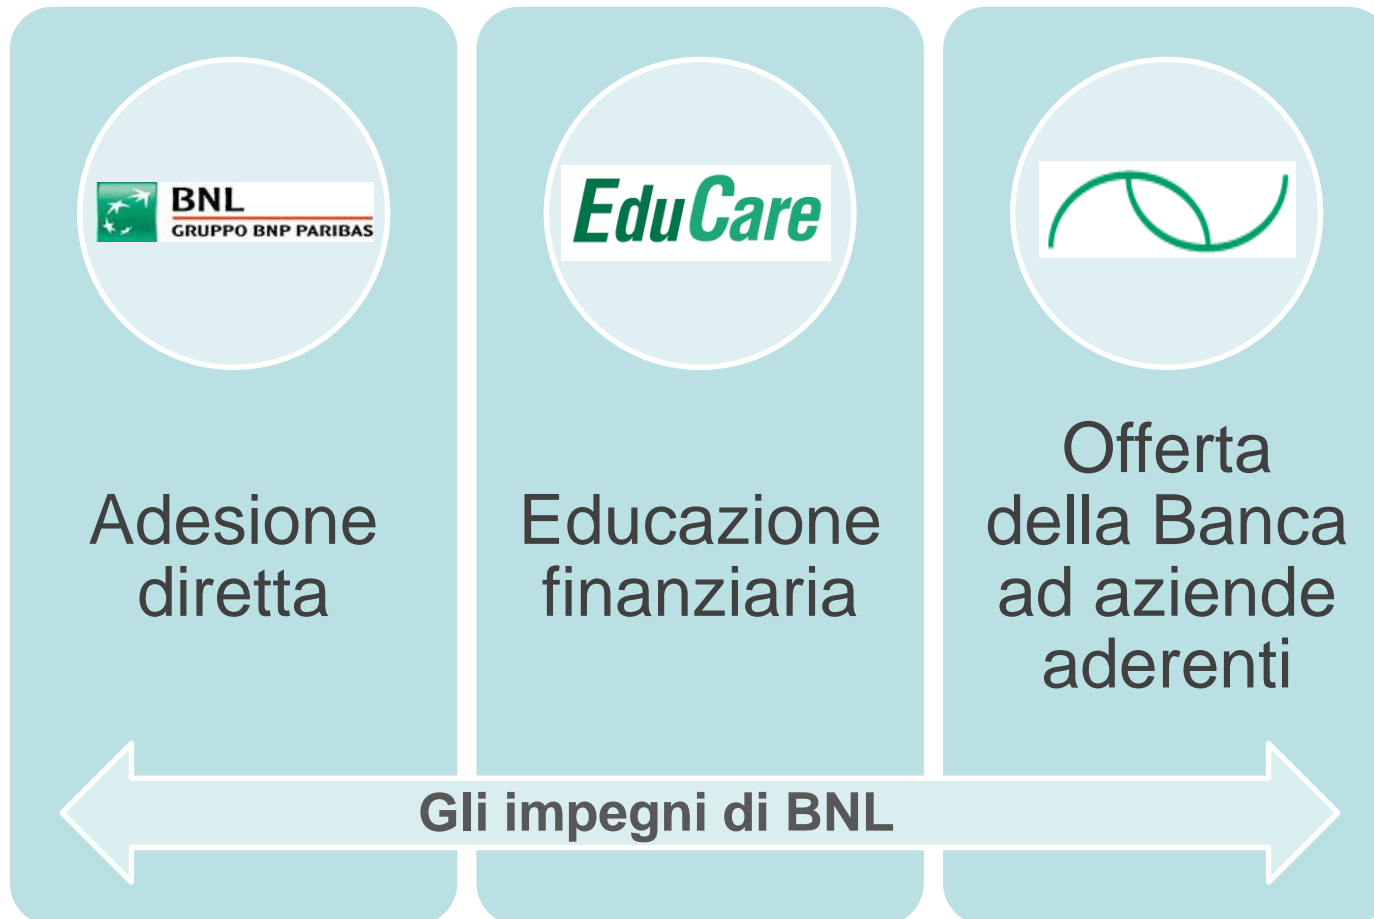 BNL
GRUPPO BNP PARIBAS
Adesione
diretta
EduCare
Educazione
finanziaria
Offerta
della Banca
ad aziende
aderenti
Gli impegni di BNL